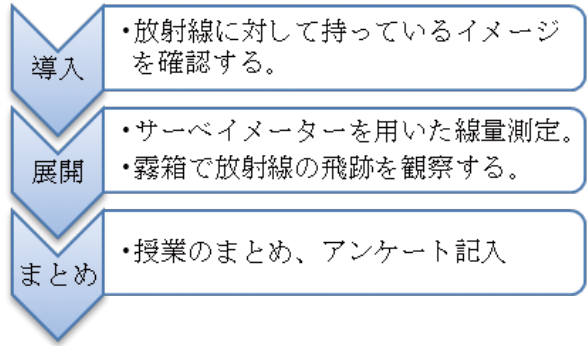 導入
・放射線に対して持っているイメージ
を確認する。
展開
・サーベイメーターを用いた線量測定。
・霧箱で放射線の飛跡を観察する。
まとめ
・授業のまとめ、アンケート記入